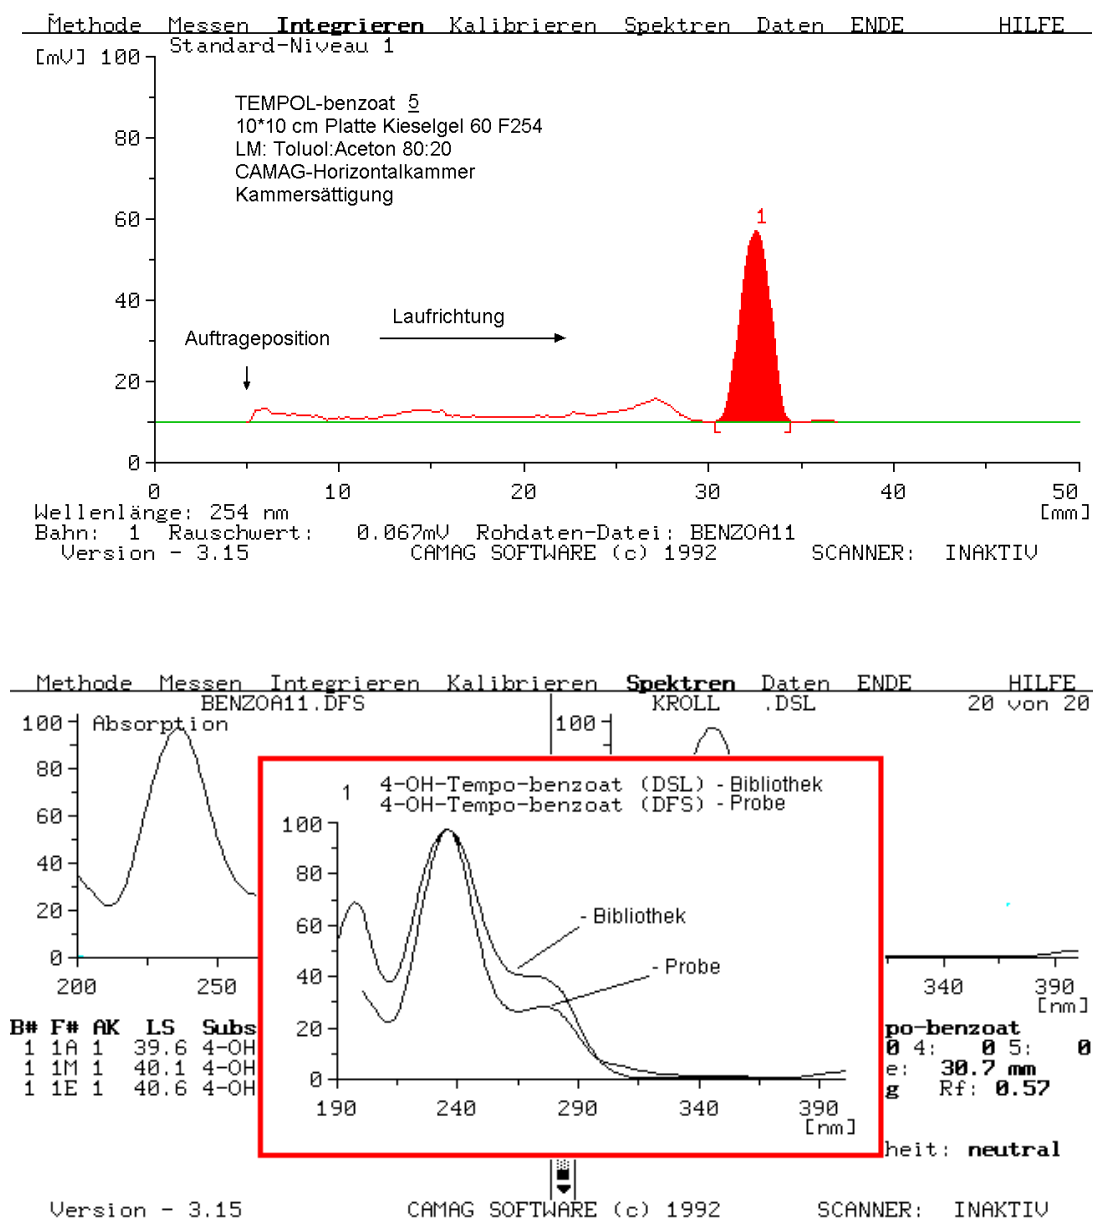 Methode Messen Integrieren Kalibrieren Spektren Daten ENDE HILFE
Standard-Niveau 1
[mV] 100
TEMPOL-benzoat 5
10*10 cm Platte Kieselgel 60 F254
LM: Toluol:Aceton 80:20
CAMAG-Horizontalkammer
Kammersättigung
80
60
1
40
Laufrichtung
Auftrageposition
20
0
0 10 20 30 40 50
[mm]
Wellenlänge: 254 nm
Bahn: 1 Rauschwert: 0.067mV Rohdaten-Datei: BENZOA11
Version - 3.15 CAMAG SOFTWARE (c) 1992 SCANNER: INAKTIV
Methode Messen Integrieren Kalibrieren Spektren Daten ENDE HILFE
BENZOA11.DFS KROLL .DSL 20 von 20
100 Absorption
80
60
40
20
0
200 250
100
340 390
[nm]
1 4-OH-Tempo-benzoat (DSL) - Bibliothek
4-OH-Tempo-benzoat (DFS) - Probe
100
80
60
40
20
0
- Bibliothek
- Probe
190 240 290 340 390
[nm]
B# F# AK LS Subs
1 1A 1 39.6 4-OH
1 1M 1 40.1 4-OH
1 1E 1 40.6 4-OH
po-benzoat
0 4: 0 5: 0
e: 30.7 mm
g Rf: 0.57
heit: neutral
Version - 3.15 CAMAG SOFTWARE (c) 1992 SCANNER: INAKTIV